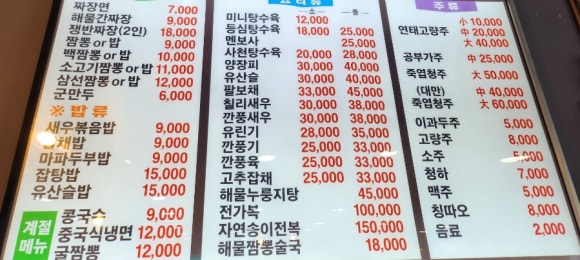 짜장면 7,000
해물간짜장 9,000
쟁반짜장(2인) 18,000
짬뽕 or밥 9,000
백짬뽕 or밥 10,000
소고기짬뽕 or밥 11,000
삼선짬뽕 or밥 12,000
군만두 6,000
※ 밥 류
새우볶음밥 9,000
잡채밥 9,000
마파두부밥 9,000
잡탕밥 15,000
유산슬밥 15,000
계절 메뉴
콩국수 9,000
중국식냉면 12,000
굴짬뽕 12,000
요리류
소 중
미니탕수육 12,000
등심탕수육 18,000 25,000
멘보사 25,000
사천탕수육 20,000 28,000
양장피 30,000 40,000
유산슬 30,000 40,000
팔보채 33,000 45,000
칠리새우 30,000 38,000
깐풍새우 30,000 38,000
유린기 28,000 35,000
깐풍기 25,000 33,000
깐풍육 25,000 33,000
고추잡채 25,000 33,000
해물누룽지탕 45,000
전가복 100,000
자연송이전복 150,000
해물짬뽕술국 18,000
주류
小 10,000
연태고량주 中 20,000
大 40,000
공부가주 中 25,000
죽엽청주 大 50,000
(대만) 中 40,000
죽엽청주 大 60,000
이과두주 5,000
고량주 8,000
소주 5,000
청하 7,000
맥주 5,000
칭따오 8,000
음료 2,000